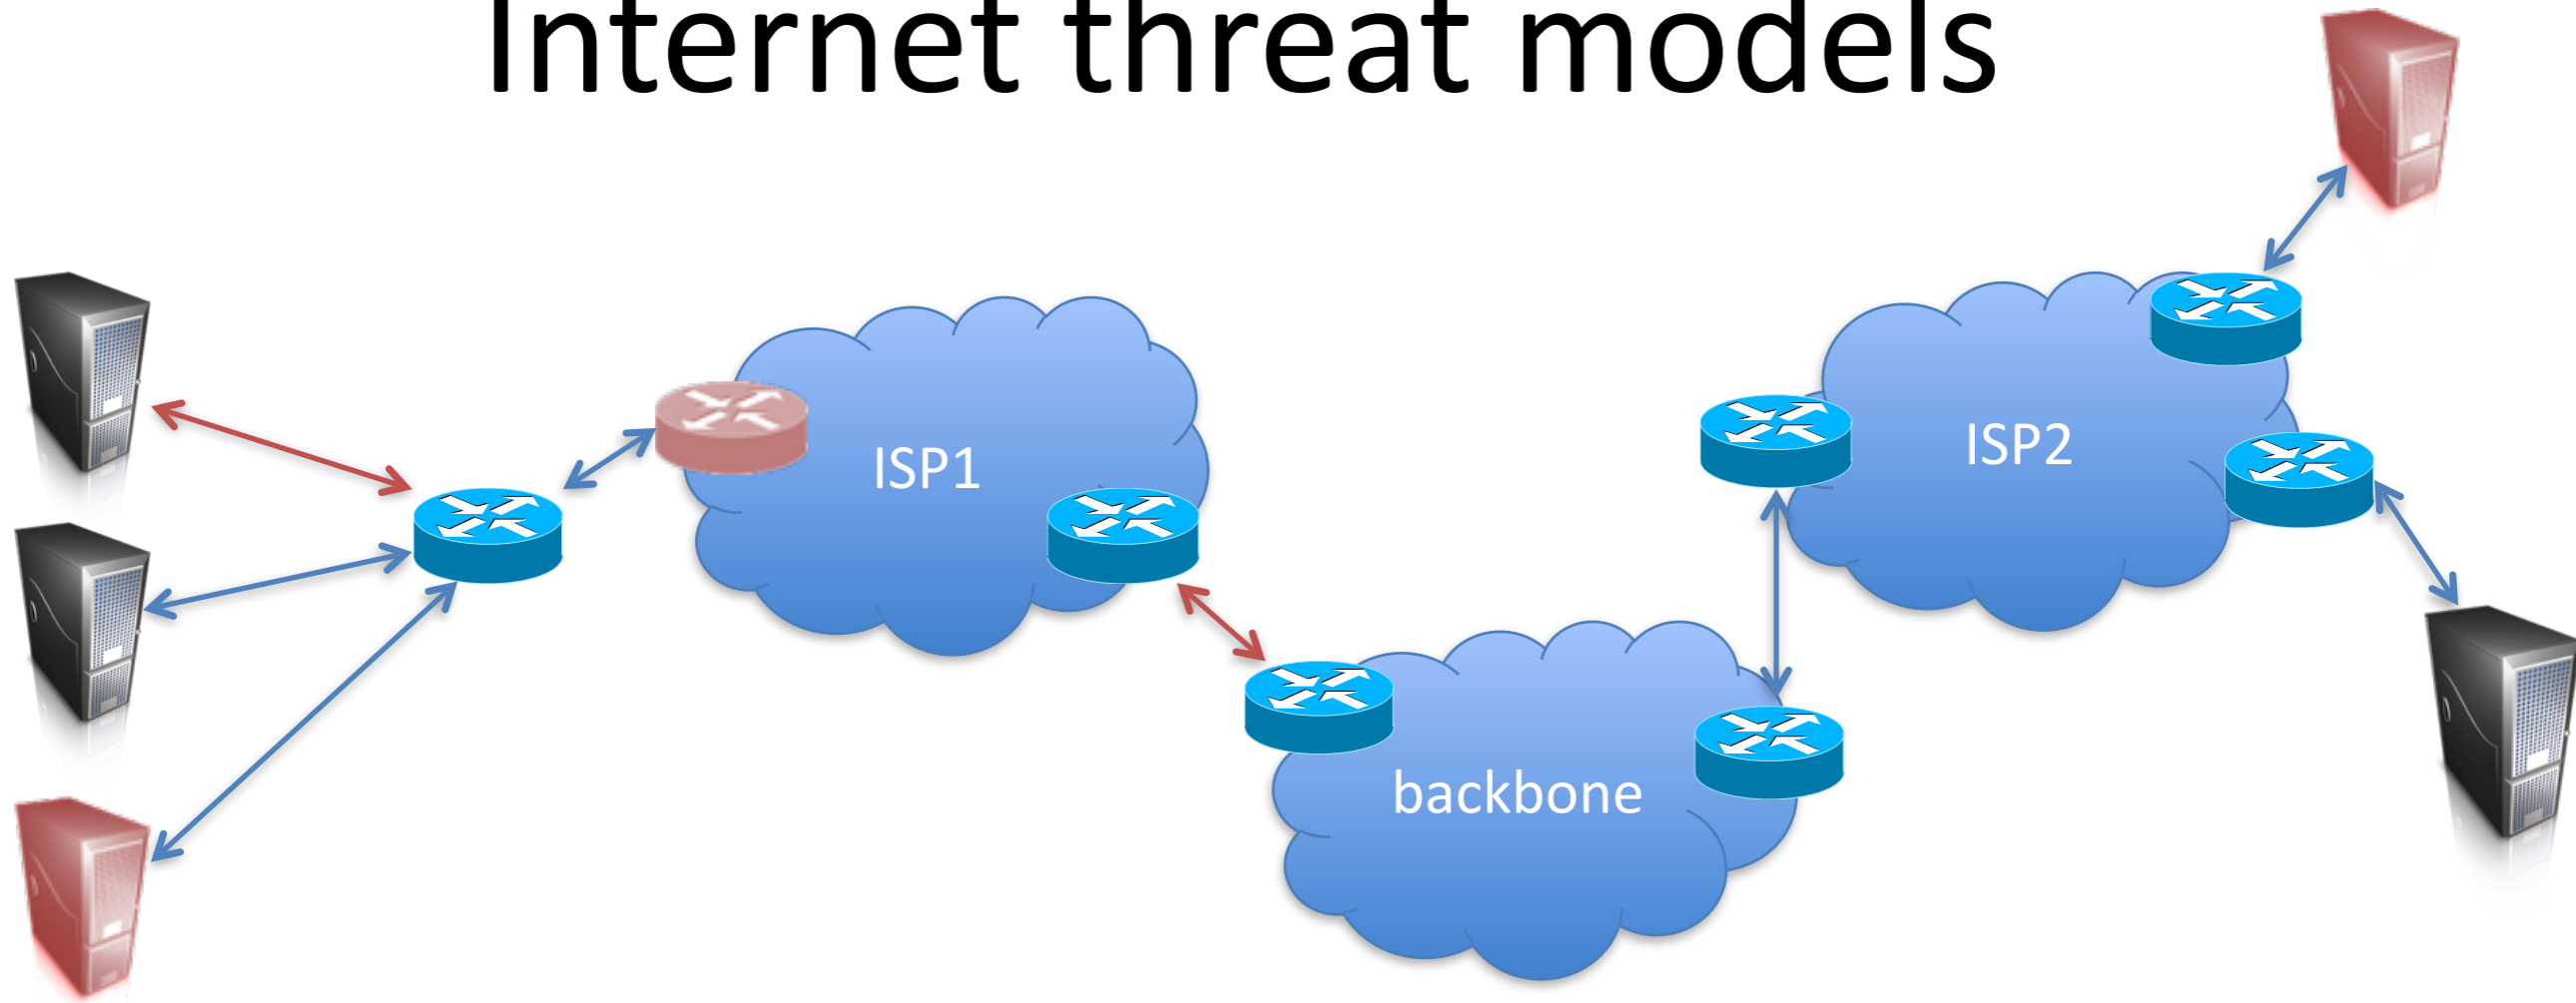 Internet threat models
ISP1
ISP2
backbone